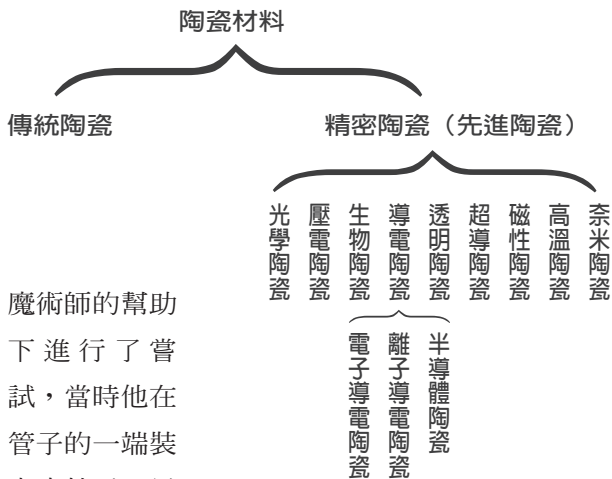 陶瓷材料
傳統陶瓷
精密陶瓷（先進陶瓷）
光學陶瓷
壓電陶瓷
生物陶瓷
導電陶瓷
透明陶瓷
超導陶瓷
磁性陶瓷
高溫陶瓷
奈米陶瓷
電子導電陶瓷
離子導電陶瓷
半導體陶瓷
魔術師的幫助
下進行了嘗
試，當時他在
管子的一端裝